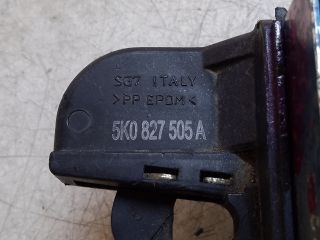 SG7 ITALY
>PP EPDM<
5K0 827 505 A